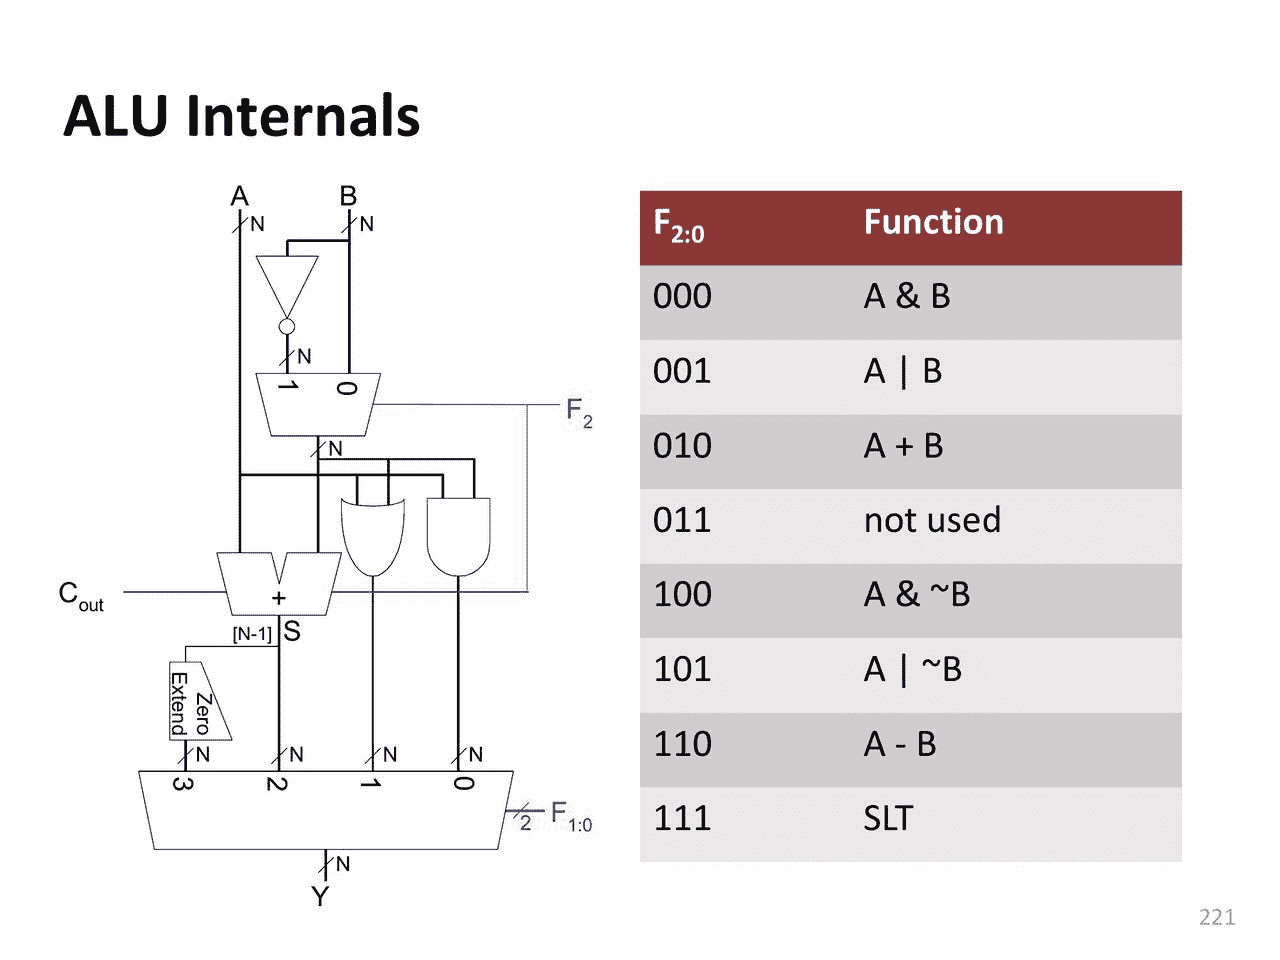 ALU Internals
A B
N N
N
1 0
F2
N
Cout
+
[N-1] S
Zero
Extend
N N N N
3 2 1 0
2 F1:0
N
Y
F2:0 Function
000 A & B
001 A | B
010 A + B
011 not used
100 A & ~B
101 A | ~B
110 A - B
111 SLT
221